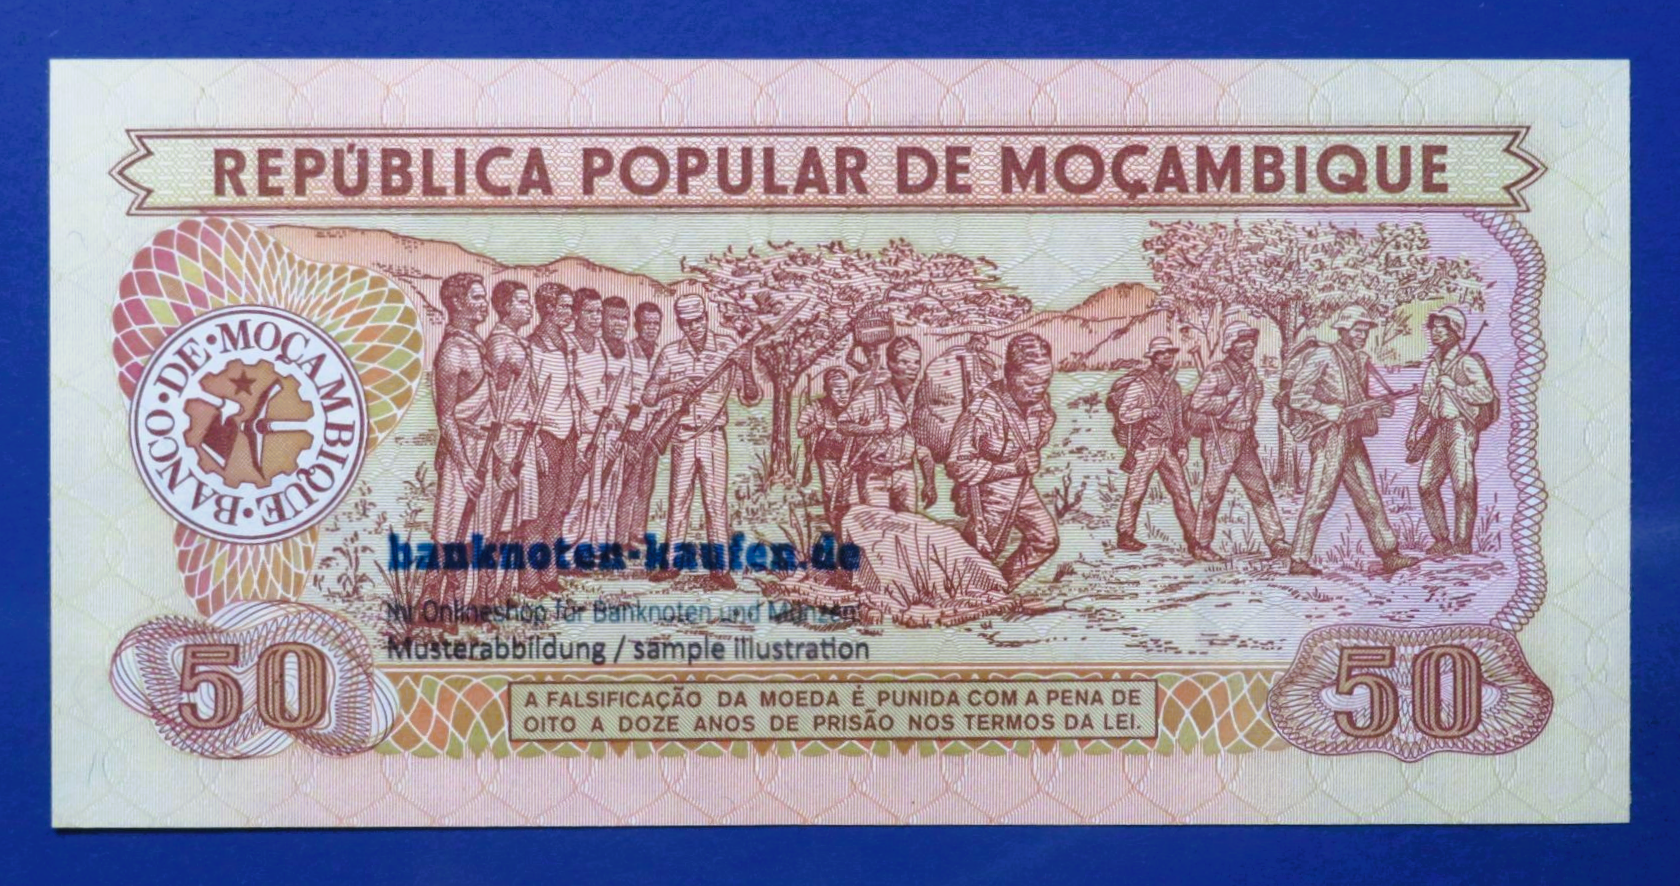 REPÚBLICA POPULAR DE MOÇAMBIQUE
BANCO·DE·MOÇAMBIQUE·
banknoten-kaufen.de
Ihr Onlineshop für Banknoten und Münzen!
Musterabbildung / sample illustration
50
A FALSIFICAÇÃO DA MOEDA É PUNIDA COM A PENA DE
OITO A DOZE ANOS DE PRISÃO NOS TERMOS DA LEI.
50